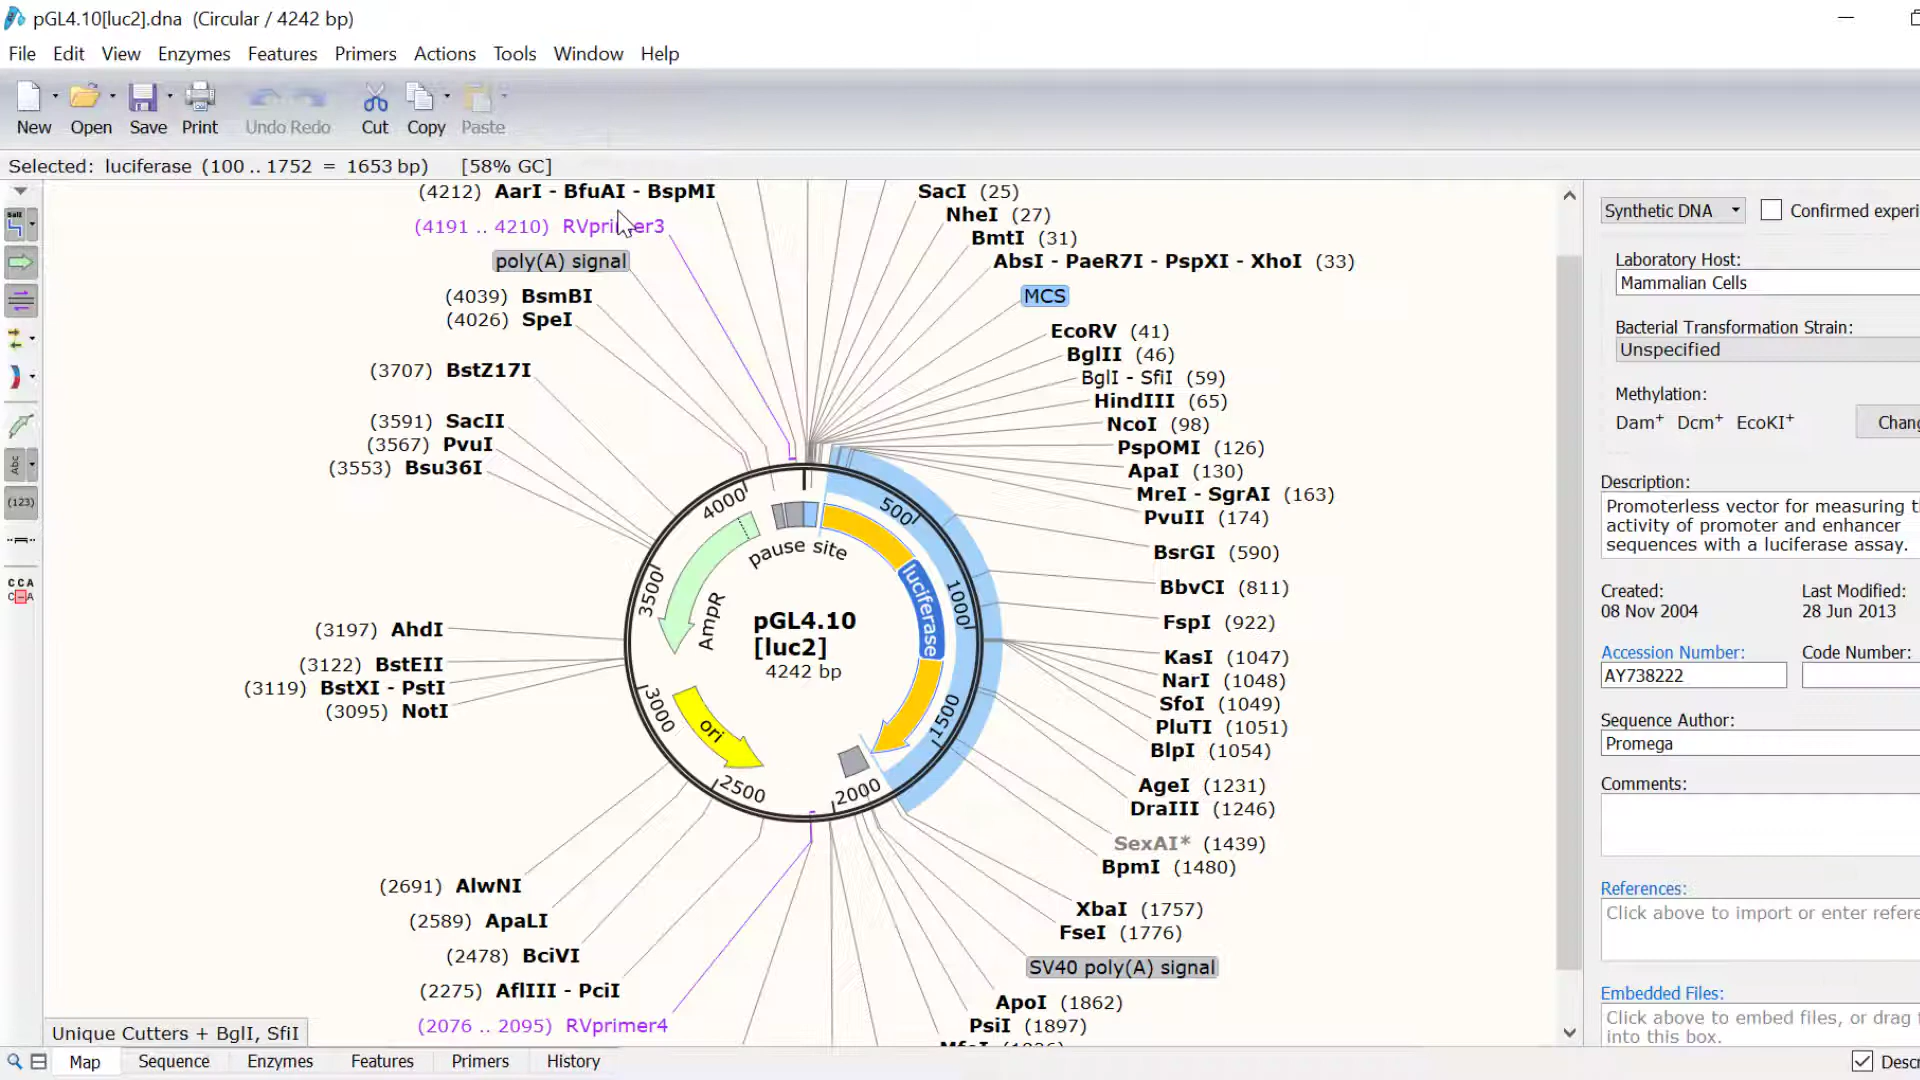 pGL4.10[luc2].dna (Circular / 4242 bp)
File Edit View Enzymes Features Primers Actions Tools Window Help
New Open Save Print Undo Redo Cut Copy Paste
Selected: luciferase (100 .. 1752 = 1653 bp) [58% GC]
(4212) AarI - BfuAI - BspMI
(4191 .. 4210) RVprimer3
poly(A) signal
(4039) BsmBI
(4026) SpeI
(3707) BstZ17I
(3591) SacII
(3567) PvuI
(3553) Bsu36I
(3197) AhdI
(3122) BstEII
(3119) BstXI - PstI
(3095) NotI
(2691) AlwNI
(2589) ApaLI
(2478) BciVI
(2275) AflIII - PciI
(2076 .. 2095) RVprimer4
SacI (25)
NheI (27)
BmtI (31)
AbsI - PaeR7I - PspXI - XhoI (33)
MCS
EcoRV (41)
BglII (46)
BglI - SfiI (59)
HindIII (65)
NcoI (98)
PspOMI (126)
ApaI (130)
MreI - SgrAI (163)
PvuII (174)
BsrGI (590)
BbvCI (811)
FspI (922)
KasI (1047)
NarI (1048)
SfoI (1049)
PluTI (1051)
BlpI (1054)
AgeI (1231)
DraIII (1246)
SexAI* (1439)
BpmI (1480)
XbaI (1757)
FseI (1776)
SV40 poly(A) signal
ApoI (1862)
PsiI (1897)
500
1000
1500
2000
2500
3000
3500
4000
pause site
luciferase
AmpR
ori
pGL4.10
[luc2]
4242 bp
Unique Cutters + BglI, SfiI
Map Sequence Enzymes Features Primers History
Synthetic DNA
Confirmed experi
Laboratory Host:
Mammalian Cells
Bacterial Transformation Strain:
Unspecified
Methylation:
Dam+ Dcm+ EcoKI+
Chang
Description:
Promoterless vector for measuring t
activity of promoter and enhancer
sequences with a luciferase assay.
Created: Last Modified:
08 Nov 2004 28 Jun 2013
Accession Number: Code Number:
AY738222
Sequence Author:
Promega
Comments:
References:
Click above to import or enter refere
Embedded Files:
Click above to embed files, or drag f
into this box.
Descr